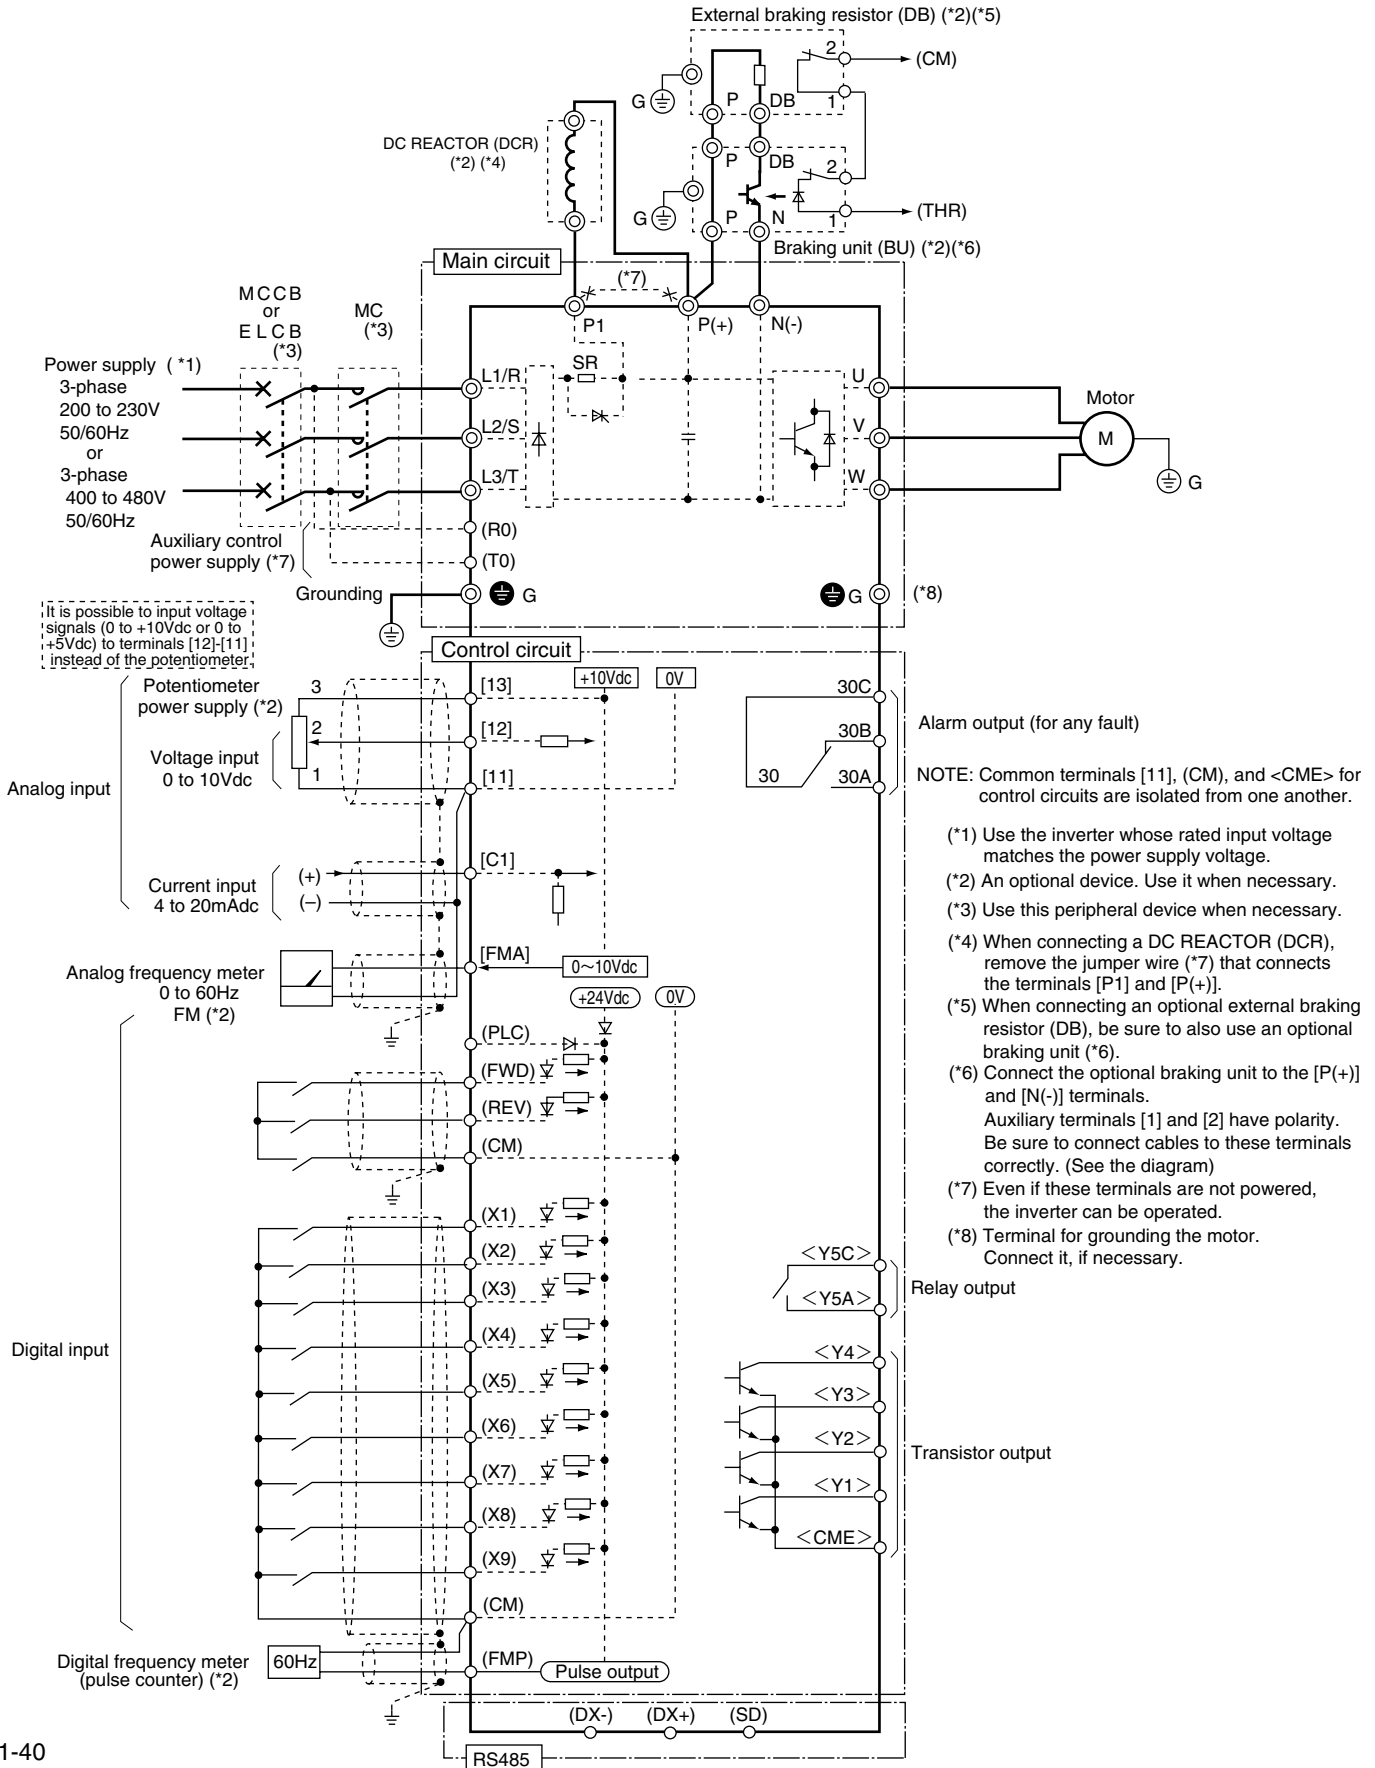 External braking resistor (DB) (*2)(*5)
2
(CM)
1
G
P
DB
DC REACTOR (DCR)
(*2) (*4)
P
DB
2
1
(THR)
G
P
N
Braking unit (BU) (*2)(*6)
Main circuit
(*7)
P1
P(+)
N(-)
MCCB
or
ELCB
(*3)
MC
(*3)
Power supply (*1)
3-phase
200 to 230V
50/60Hz
or
3-phase
400 to 480V
50/60Hz
L1/R
L2/S
L3/T
SR
U
V
W
Motor
M
G
(R0)
(T0)
Auxiliary control
power supply (*7)
Grounding
G
G
(*8)
It is possible to input voltage
signals (0 to +10Vdc or 0 to
+5Vdc) to terminals [12]-[11]
instead of the potentiometer.
Control circuit
Potentiometer
power supply (*2)
3
2
1
[13]
+10Vdc
0V
[12]
Voltage input
0 to 10Vdc
[11]
Analog input
30C
30B
30
30A
Alarm output (for any fault)
NOTE: Common terminals [11], (CM), and <CME> for
control circuits are isolated from one another.
(*1) Use the inverter whose rated input voltage
matches the power supply voltage.
(*2) An optional device. Use it when necessary.
(*3) Use this peripheral device when necessary.
(*4) When connecting a DC REACTOR (DCR),
remove the jumper wire (*7) that connects
the terminals [P1] and [P(+)].
(*5) When connecting an optional external braking
resistor (DB), be sure to also use an optional
braking unit (*6).
(*6) Connect the optional braking unit to the [P(+)]
and [N(-)] terminals.
Auxiliary terminals [1] and [2] have polarity.
Be sure to connect cables to these terminals
correctly. (See the diagram)
(*7) Even if these terminals are not powered,
the inverter can be operated.
(*8) Terminal for grounding the motor.
Connect it, if necessary.
Current input
4 to 20mAdc
(+)
(–)
[C1]
Analog frequency meter
0 to 60Hz
FM (*2)
[FMA]
0～10Vdc
+24Vdc
0V
(PLC)
(FWD)
(REV)
(CM)
Digital input
(X1)
(X2)
(X3)
(X4)
(X5)
(X6)
(X7)
(X8)
(X9)
(CM)
<Y5C>
<Y5A>
Relay output
<Y4>
<Y3>
<Y2>
<Y1>
<CME>
Transistor output
Digital frequency meter
(pulse counter) (*2)
60Hz
(FMP)
Pulse output
(DX-)
(DX+)
(SD)
RS485
1-40